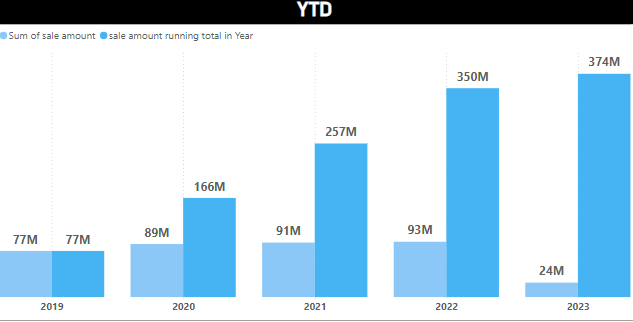 YTD
Sum of sale amount sale amount running total in Year
374M
350M
257M
166M
77M 77M 89M 91M 93M 24M
2019 2020 2021 2022 2023